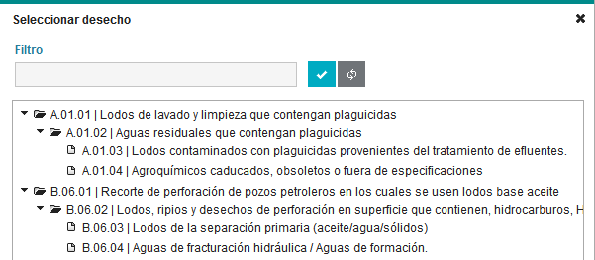 Seleccionar desecho
Filtro
A.01.01 | Lodos de lavado y limpieza que contengan plaguicidas
A.01.02 | Aguas residuales que contengan plaguicidas
A.01.03 | Lodos contaminados con plaguicidas provenientes del tratamiento de efluentes.
A.01.04 | Agroquímicos caducados, obsoletos o fuera de especificaciones
B.06.01 | Recorte de perforación de pozos petroleros en los cuales se usen lodos base aceite
B.06.02 | Lodos, ripios y desechos de perforación en superficie que contienen, hidrocarburos, H
B.06.03 | Lodos de la separación primaria (aceite/agua/sólidos)
B.06.04 | Aguas de fracturación hidráulica / Aguas de formación.